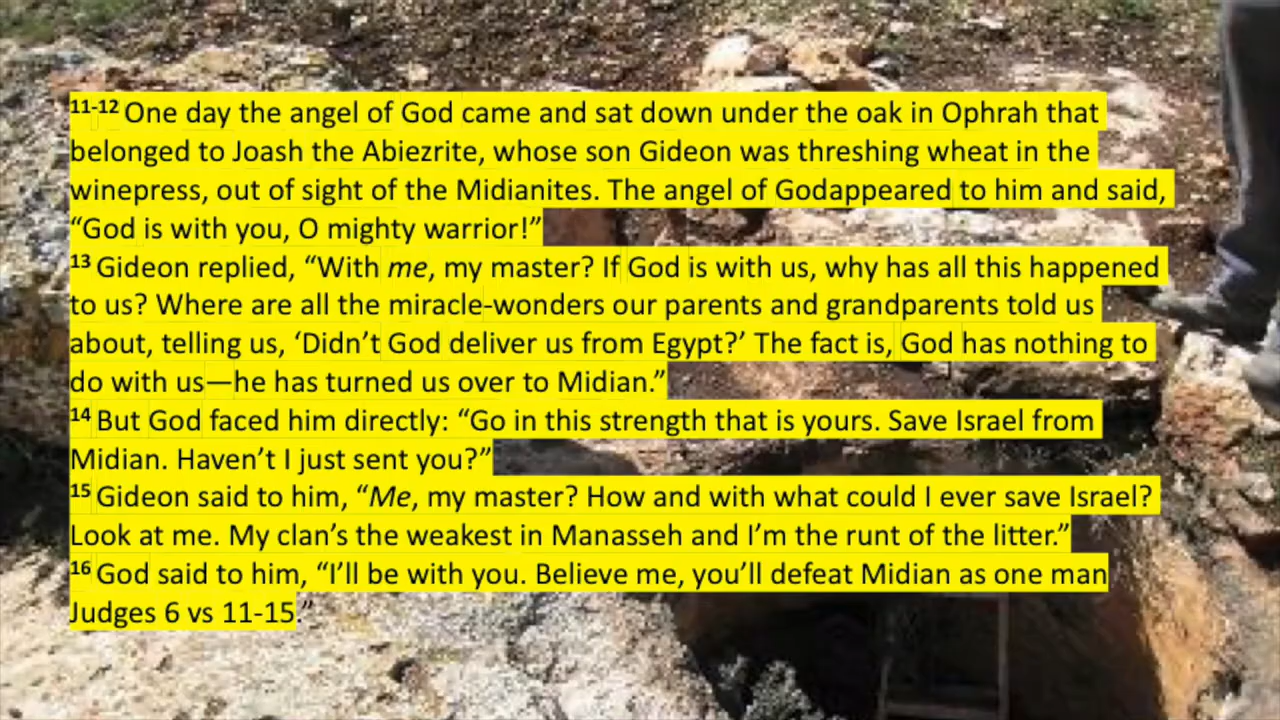 11-12 One day the angel of God came and sat down under the oak in Ophrah that
belonged to Joash the Abiezrite, whose son Gideon was threshing wheat in the
winepress, out of sight of the Midianites. The angel of Godappeared to him and said,
“God is with you, O mighty warrior!”
13 Gideon replied, “With me, my master? If God is with us, why has all this happened
to us? Where are all the miracle-wonders our parents and grandparents told us
about, telling us, ‘Didn’t God deliver us from Egypt?’ The fact is, God has nothing to
do with us—he has turned us over to Midian.”
14 But God faced him directly: “Go in this strength that is yours. Save Israel from
Midian. Haven’t I just sent you?”
15 Gideon said to him, “Me, my master? How and with what could I ever save Israel?
Look at me. My clan’s the weakest in Manasseh and I’m the runt of the litter.”
16 God said to him, “I’ll be with you. Believe me, you’ll defeat Midian as one man
Judges 6 vs 11-15.”